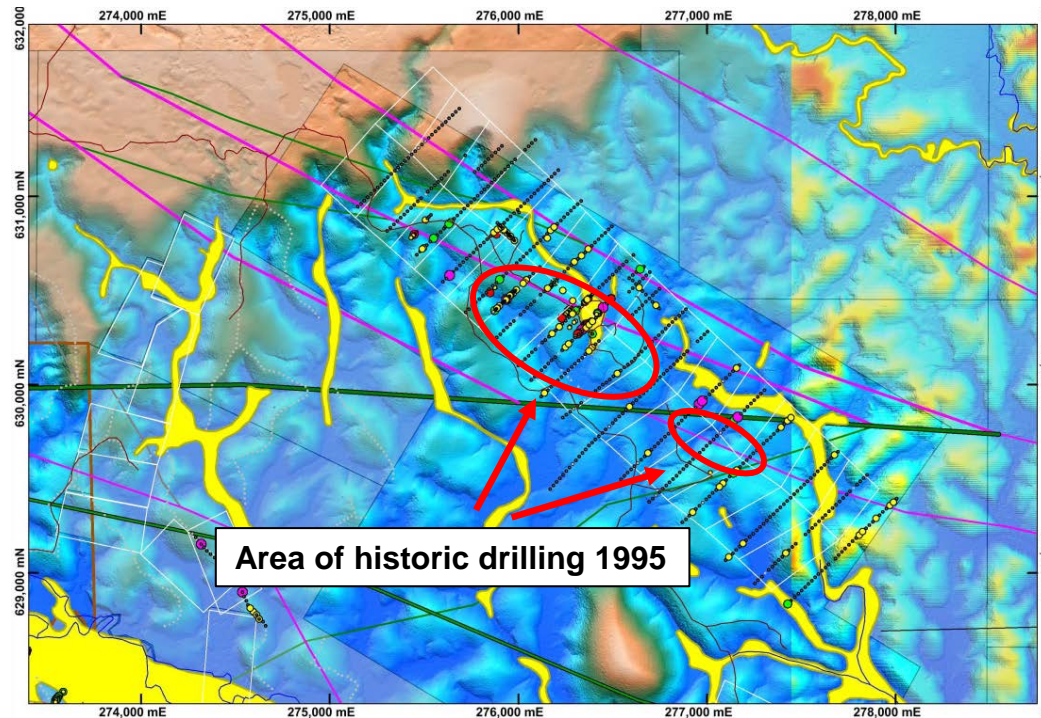 274,000 mE
275,000 mE
276,000 mE
277,000 mE
278,000 mE
632,000
631,000 mN
630,000 mN
629,000 mN
Area of historic drilling 1995
274,000 mE
275,000 mE
276,000 mE
277,000 mE
278,000 mE